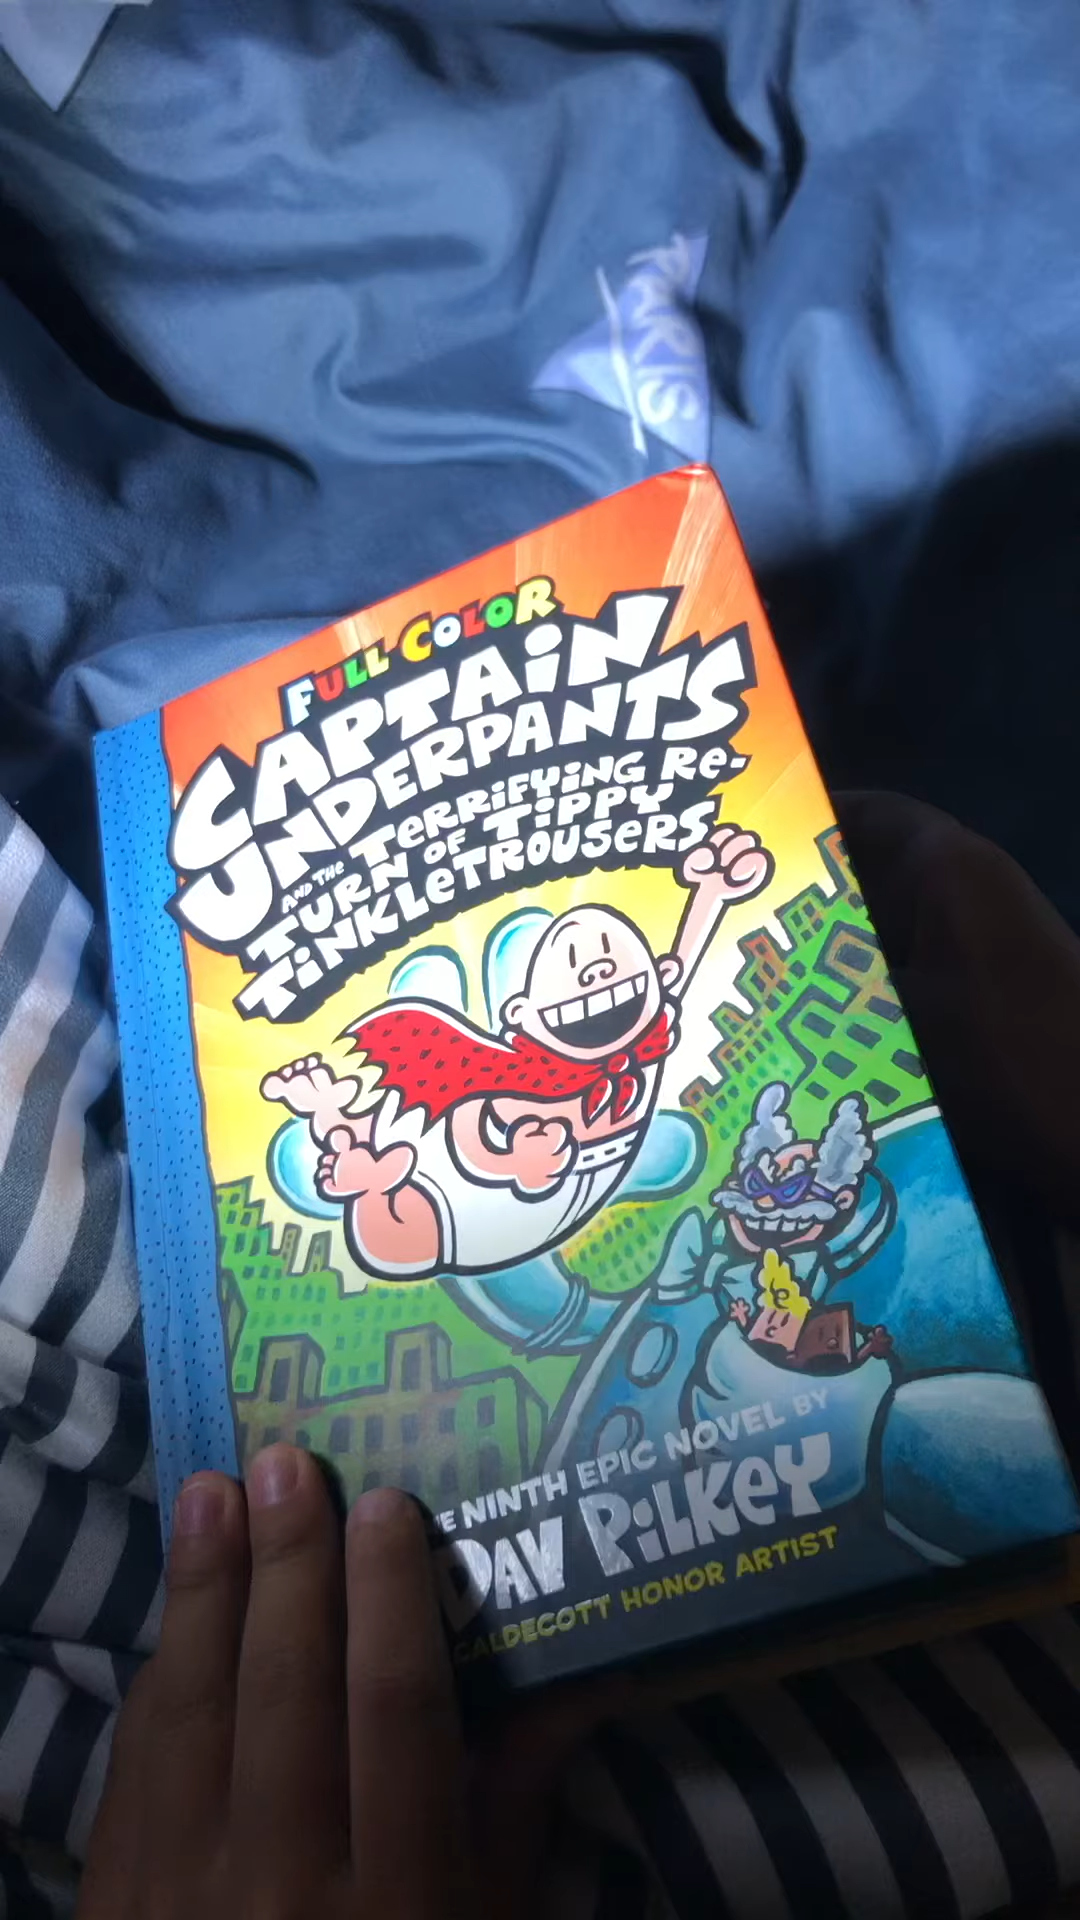 PARIS
FULL COLOR
CAPTAIN
UNDERPANTS
AND THE TERRIFYING RE-
TURN OF TIPPY
TINKLETROUSERS
NINTH EPIC NOVEL BY
DAV PILKEY
CALDECOTT HONOR ARTIST